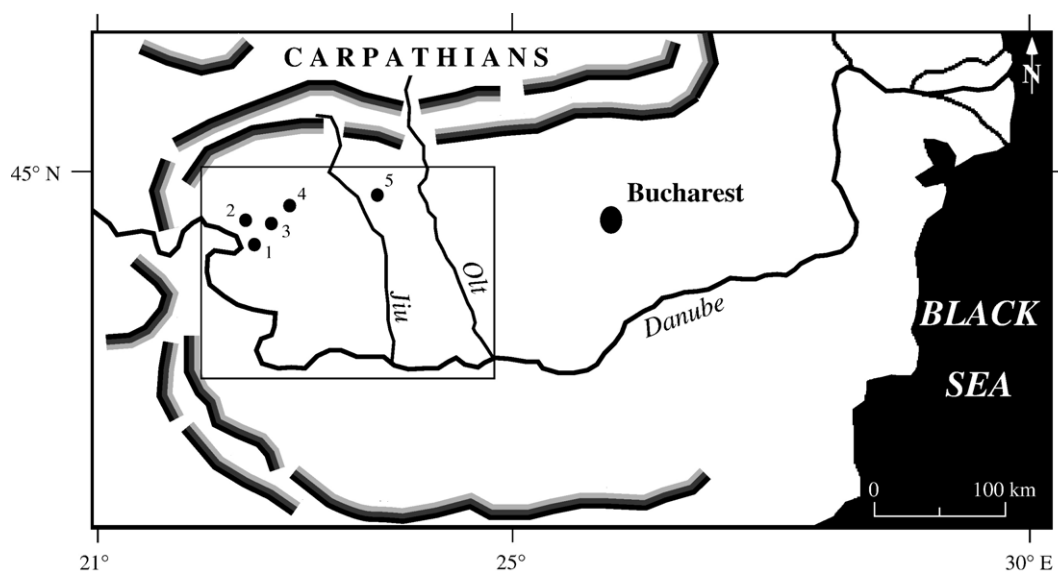 CARPATHIANS
N
45° N
5
4
2
3
1
Bucharest
Olt
Jiu
Danube
BLACK
SEA
0 100 km
21° 25° 30° E